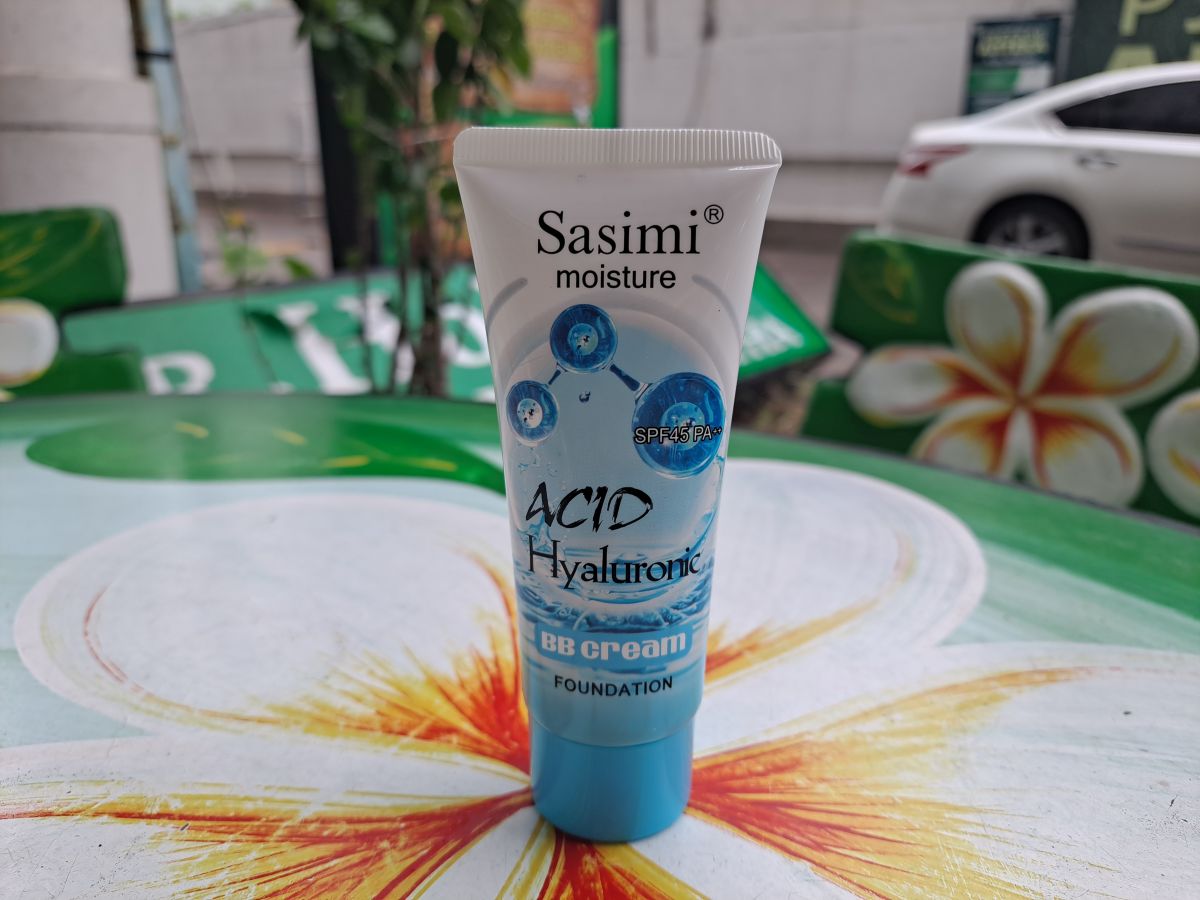 Sasimi®
moisture
SPF45 PA++
ACID
Hyaluronic
BB cream
FOUNDATION